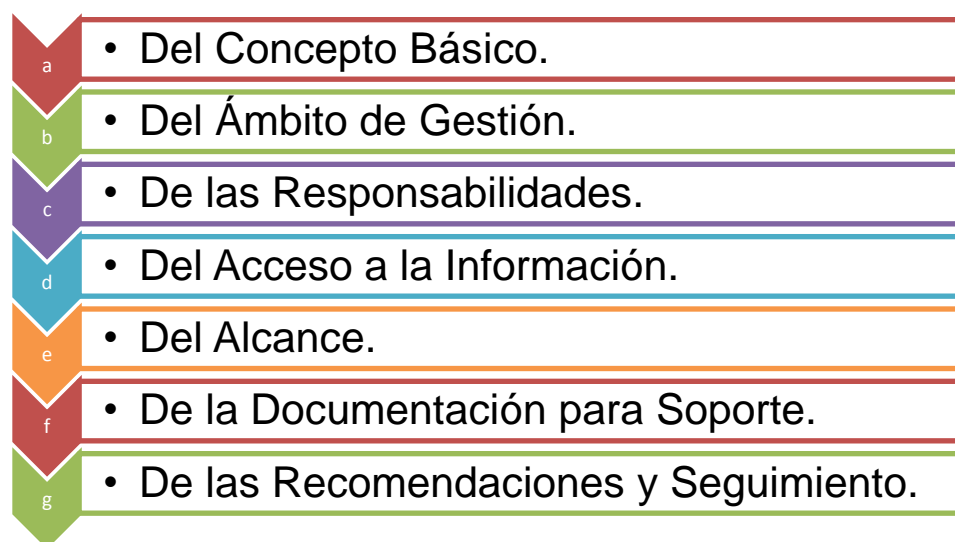 a • Del Concepto Básico.
b • Del Ámbito de Gestión.
c • De las Responsabilidades.
d • Del Acceso a la Información.
e • Del Alcance.
f • De la Documentación para Soporte.
g • De las Recomendaciones y Seguimiento.